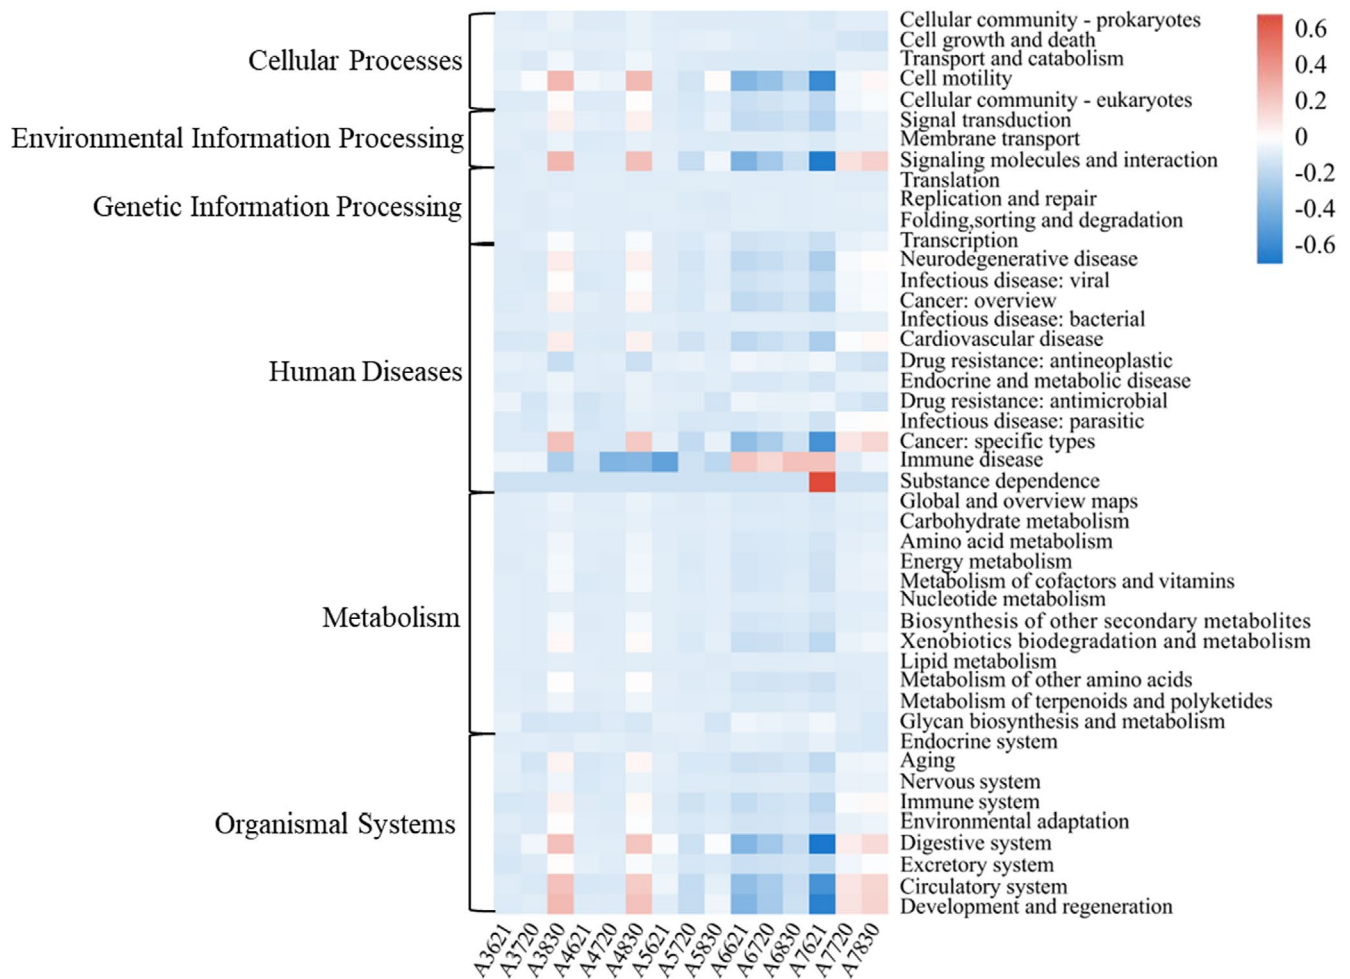 Cellular Processes
Environmental Information Processing
Genetic Information Processing
Human Diseases
Metabolism
Organismal Systems
Cellular community - prokaryotes
Cell growth and death
Transport and catabolism
Cell motility
Cellular community - eukaryotes
Signal transduction
Membrane transport
Signaling molecules and interaction
Translation
Replication and repair
Folding,sorting and degradation
Transcription
Neurodegenerative disease
Infectious disease: viral
Cancer: overview
Infectious disease: bacterial
Cardiovascular disease
Drug resistance: antineoplastic
Endocrine and metabolic disease
Drug resistance: antimicrobial
Infectious disease: parasitic
Cancer: specific types
Immune disease
Substance dependence
Global and overview maps
Carbohydrate metabolism
Amino acid metabolism
Energy metabolism
Metabolism of cofactors and vitamins
Nucleotide metabolism
Biosynthesis of other secondary metabolites
Xenobiotics biodegradation and metabolism
Lipid metabolism
Metabolism of other amino acids
Metabolism of terpenoids and polyketides
Glycan biosynthesis and metabolism
Endocrine system
Aging
Nervous system
Immune system
Environmental adaptation
Digestive system
Excretory system
Circulatory system
Development and regeneration
0.6
0.4
0.2
0
-0.2
-0.4
-0.6
A3621
A3720
A3830
A4621
A4720
A4830
A5621
A5720
A5830
A6621
A6720
A6830
A7621
A7720
A7830